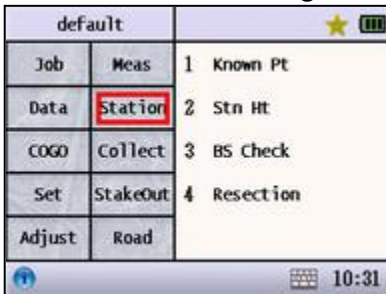 default
Job Meas 1 Known Pt
Data Station 2 Stn Ht
COGO Collect 3 BS Check
Set StakeOut 4 Resection
Adjust Road
10:31